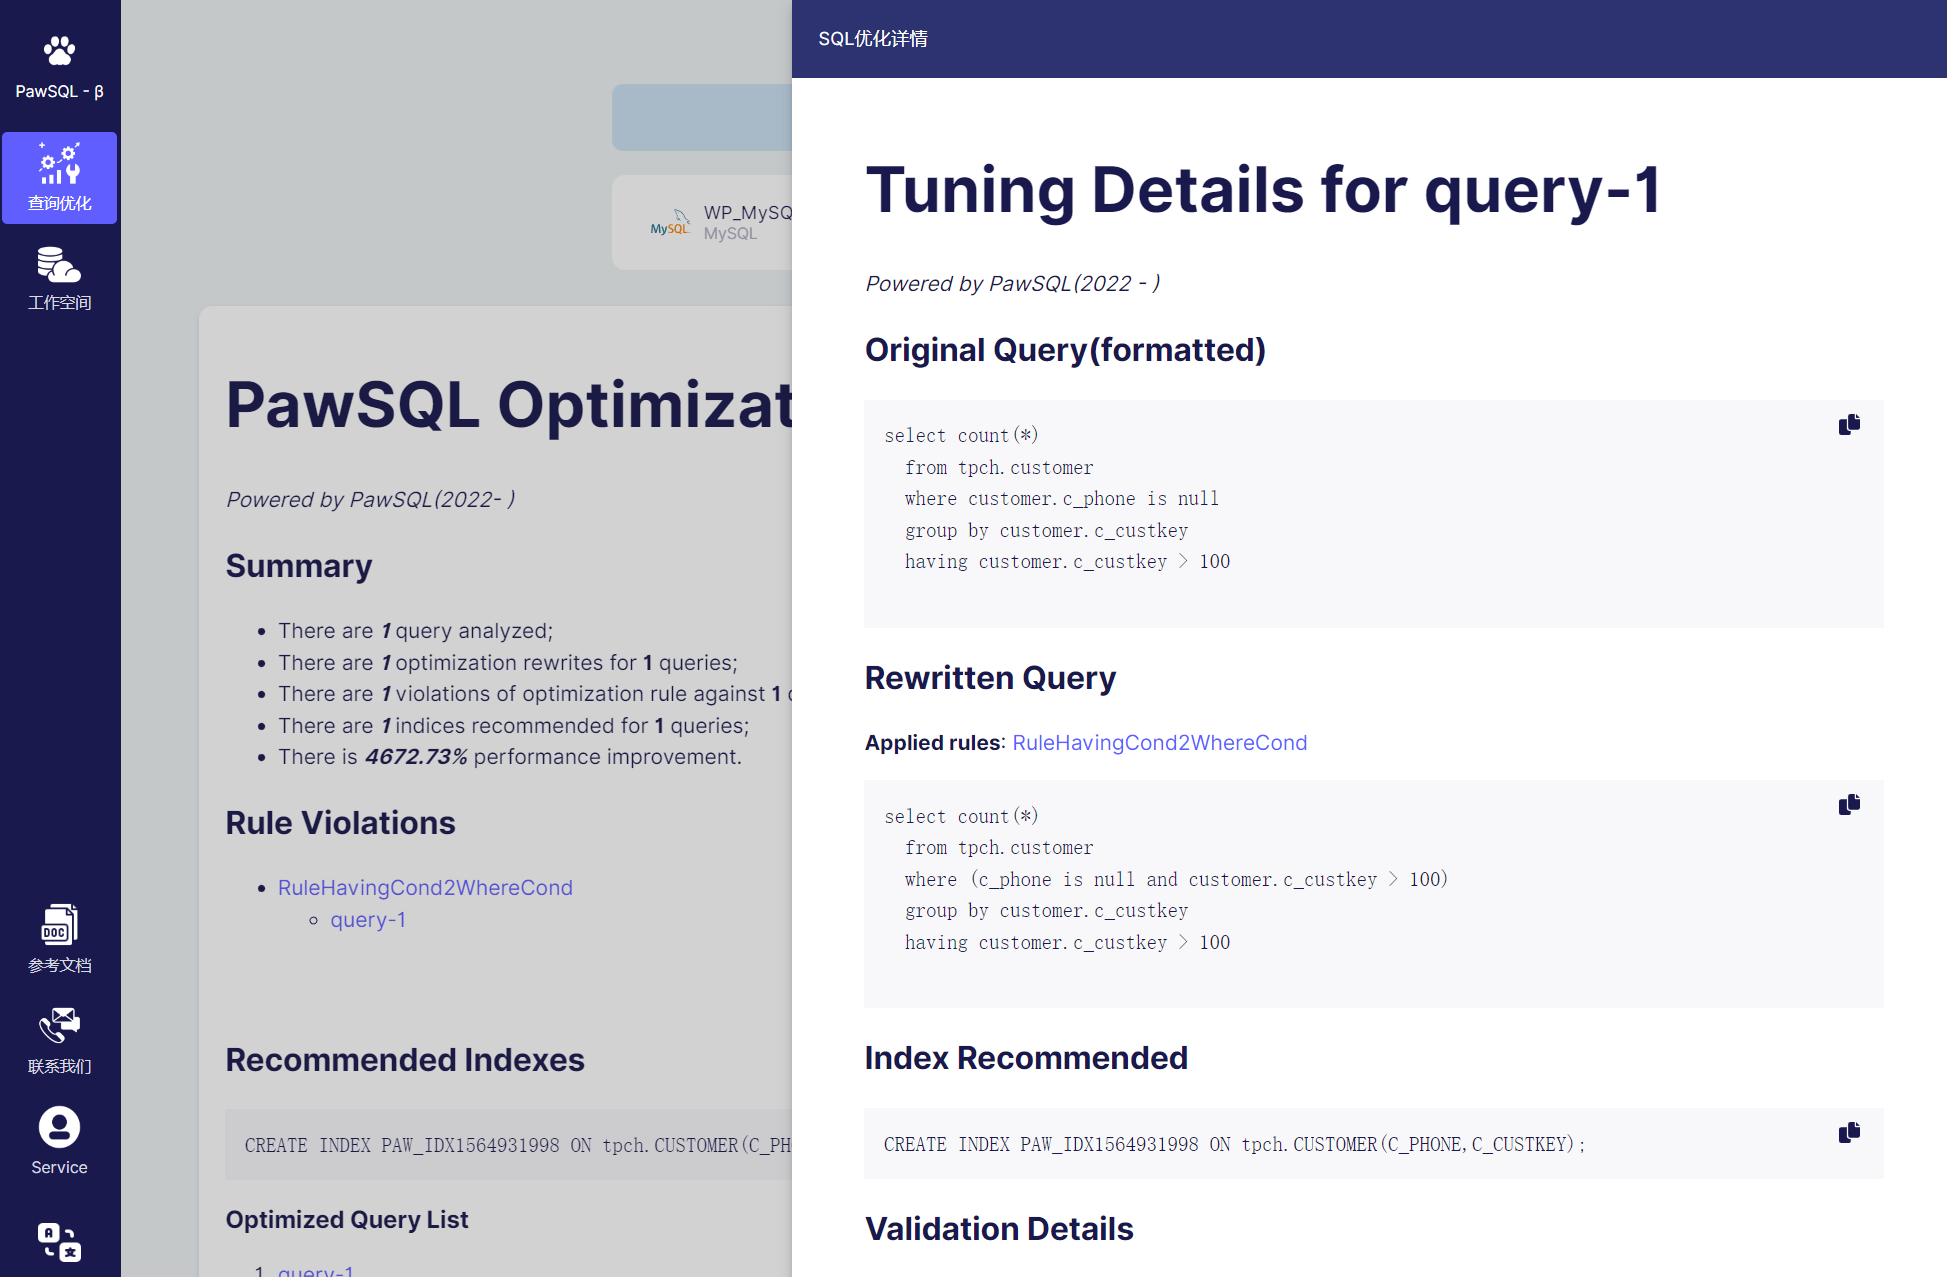 PawSQL - β
查询优化
工作空间
参考文档
联系我们
Service
WP_MySQ
MySQL
MySQL
PawSQL Optimizat
Powered by PawSQL(2022- )
Summary
There are 1 query analyzed;
There are 1 optimization rewrites for 1 queries;
There are 1 violations of optimization rule against 1
There are 1 indices recommended for 1 queries;
There is 4672.73% performance improvement.
Rule Violations
RuleHavingCond2WhereCond
query-1
Recommended Indexes
CREATE INDEX PAW_IDX1564931998 ON tpch.CUSTOMER(C_PH
Optimized Query List
1. query-1
SQL优化详情
Tuning Details for query-1
Powered by PawSQL(2022 - )
Original Query(formatted)
select count(*)
from tpch.customer
where customer.c_phone is null
group by customer.c_custkey
having customer.c_custkey > 100
Rewritten Query
Applied rules: RuleHavingCond2WhereCond
select count(*)
from tpch.customer
where (c_phone is null and customer.c_custkey > 100)
group by customer.c_custkey
having customer.c_custkey > 100
Index Recommended
CREATE INDEX PAW_IDX1564931998 ON tpch.CUSTOMER(C_PHONE,C_CUSTKEY);
Validation Details